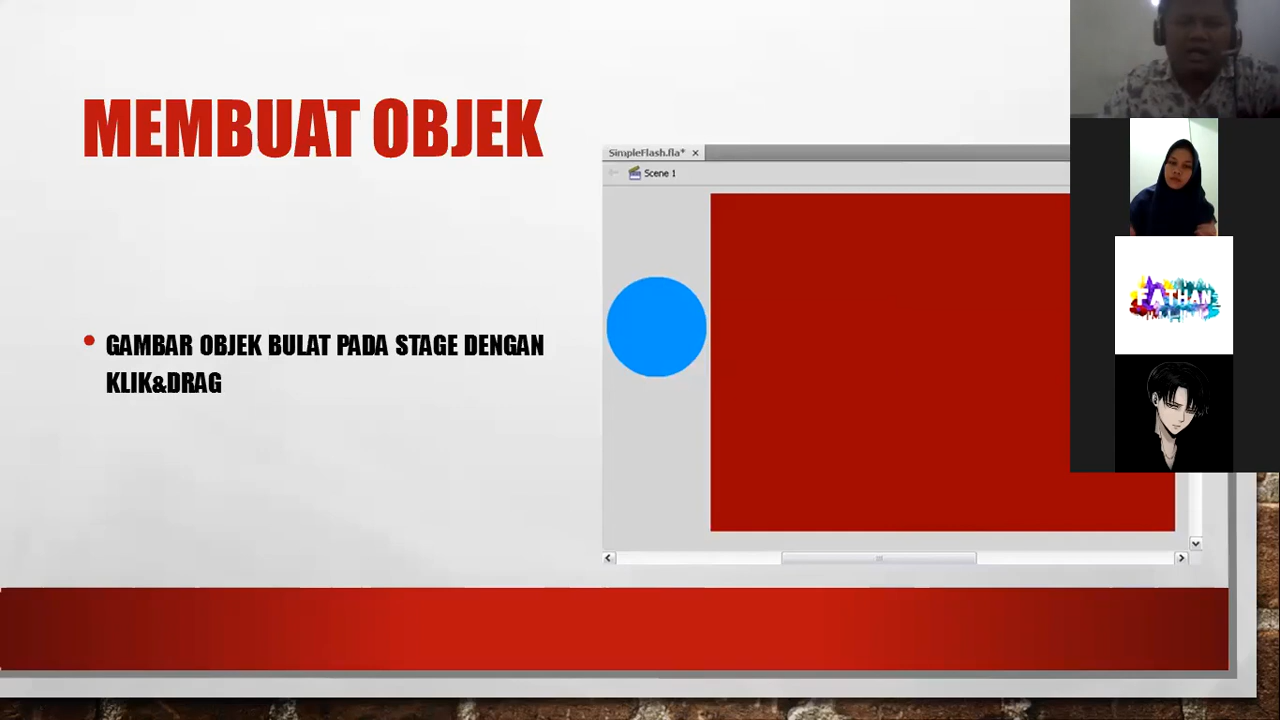 MEMBUAT OBJEK
• GAMBAR OBJEK BULAT PADA STAGE DENGAN
KLIK&DRAG
SimpleFlash.fla* ×
Scene 1
FATHAN